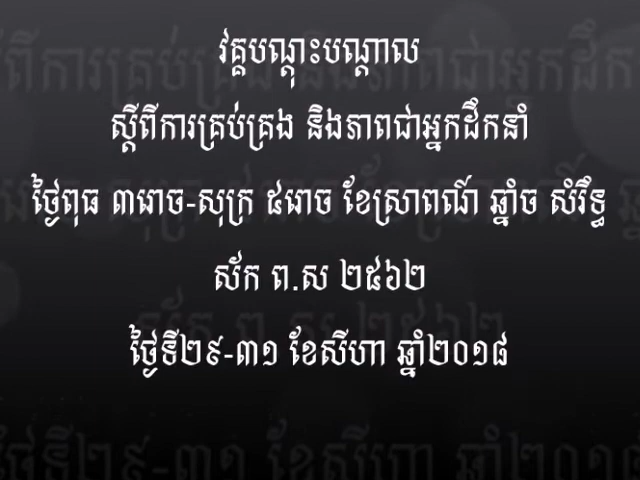 វគ្គបណ្តុះបណ្តាល
ស្តីពីការគ្រប់គ្រង និងភាពជាអ្នកដឹកនាំ
ថ្ងៃពុធ ៣រោច-សុក្រ ៥រោច ខែស្រាពណ៍ ឆ្នាំច សំរឹទ្ធ
ស័ក ព.ស ២៥៦២
ថ្ងៃទី២៩-៣១ ខែសីហា ឆ្នាំ២០១៨